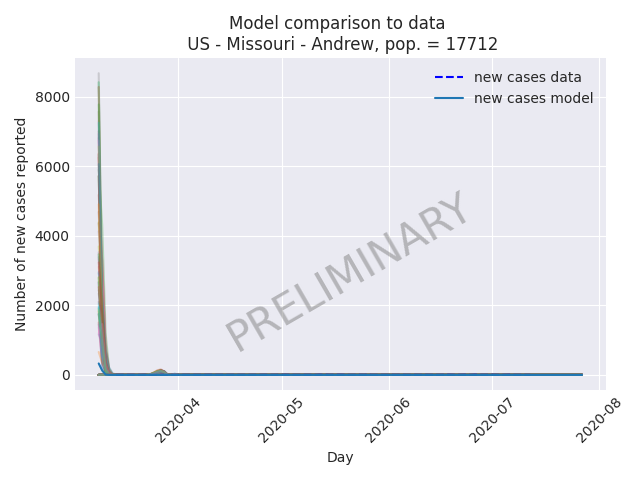 Model comparison to data
US - Missouri - Andrew, pop. = 17712
new cases data
new cases model
Number of new cases reported
8000
6000
4000
2000
0
PRELIMINARY
2020-04
2020-05
2020-06
2020-07
2020-08
Day